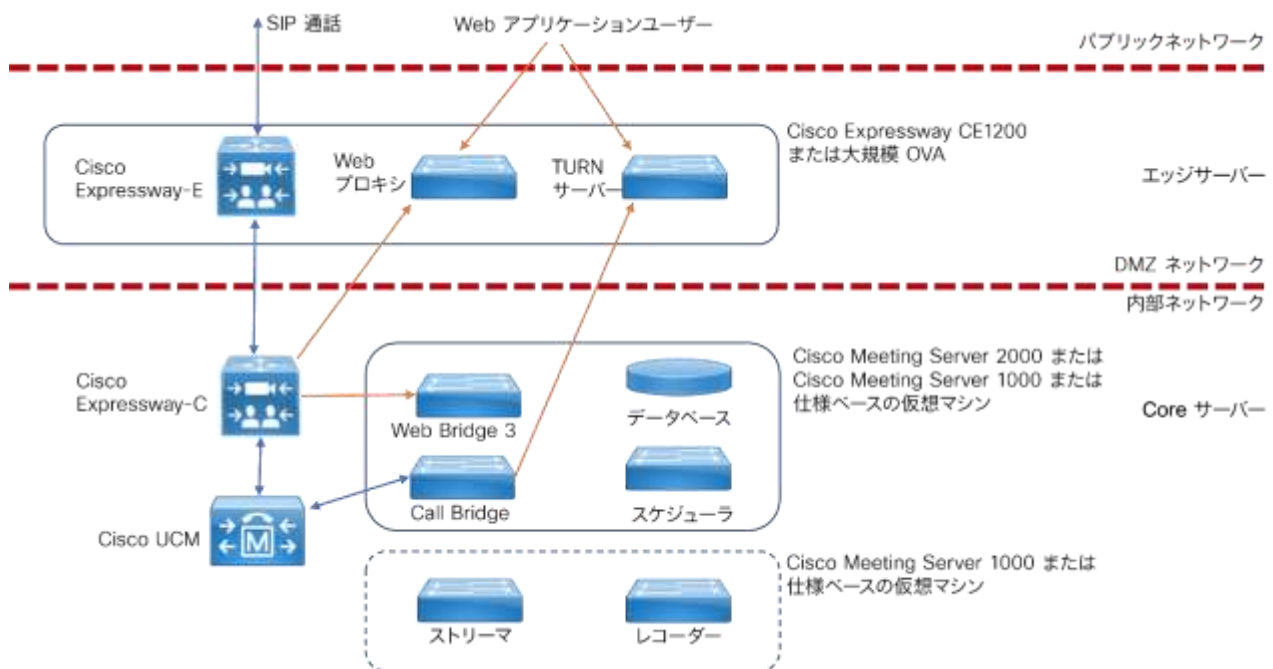 SIP 通話
Web アプリケーションユーザー
パブリックネットワーク
Cisco Expressway CE1200
または大規模 OVA
Cisco
Expressway-E
Web
プロキシ
TURN
サーバー
エッジサーバー
DMZ ネットワーク
内部ネットワーク
Cisco
Expressway-C
Web Bridge 3
データベース
Cisco Meeting Server 2000 または
Cisco Meeting Server 1000 または
仕様ベースの仮想マシン
Core サーバー
Call Bridge
スケジューラ
Cisco UCM
M
Cisco Meeting Server 1000 または
仕様ベースの仮想マシン
ストリーマ
レコーダー